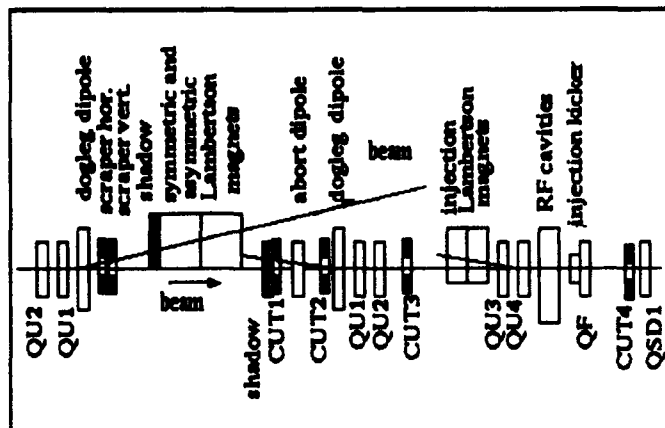 dogleg dipole
scraper hor.
scraper vert.
shadow
symmetric and
asymmetric
Lambertson
magnets
abort dipole
dogleg dipole
beam
injection
Lambertson
magnets
RF cavities
injection kicker
beam
QU2
QU1
shadow
CUT1
CUT2
QU1
QU2
CUT3
QU3
QU4
QF
CUT4
QSD1